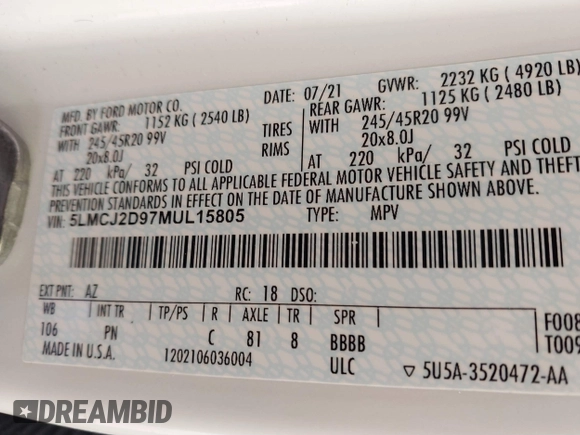 MFD. BY FORD MOTOR CO.
07/21 GVWR: 2232 KG ( 4920 LB)
FRONT GAWR: 1152 KG ( 2540 LB) REAR GAWR: 1125 KG ( 2480 LB)
WITH 245/45R20 99V TIRES WITH 245/45R20 99V
20x8.0J RIMS 20x8.0J
AT 220 kPa/ 32 PSI COLD AT 220 kPa/ 32 PSI COLD
THIS VEHICLE CONFORMS TO ALL APPLICABLE FEDERAL MOTOR VEHICLE SAFETY AND THEFT
PREVENTION STANDARDS IN EFFECT ON THE DATE OF MANUFACTURE SHOWN ABOVE.
VIN: 5LMCJ2D97MUL15805 TYPE: MPV
EXT PNT: AZ RC: 18 DSO:
WB INT TR TP/PS R AXLE TR SPR
106 PN C 81 8 BBBB
F008
T009
MADE IN U.S.A. 1202106036004 ULC ▽ 5U5A-3520472-AA
DREAMBID